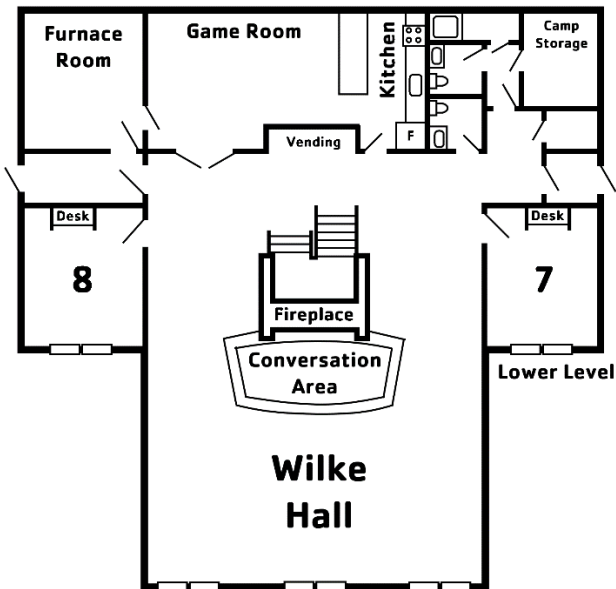 Furnace
Room
Game Room
Kitchen
Camp
Storage
Vending
F
Desk
Desk
8
7
Fireplace
Conversation
Area
Lower Level
Wilke
Hall